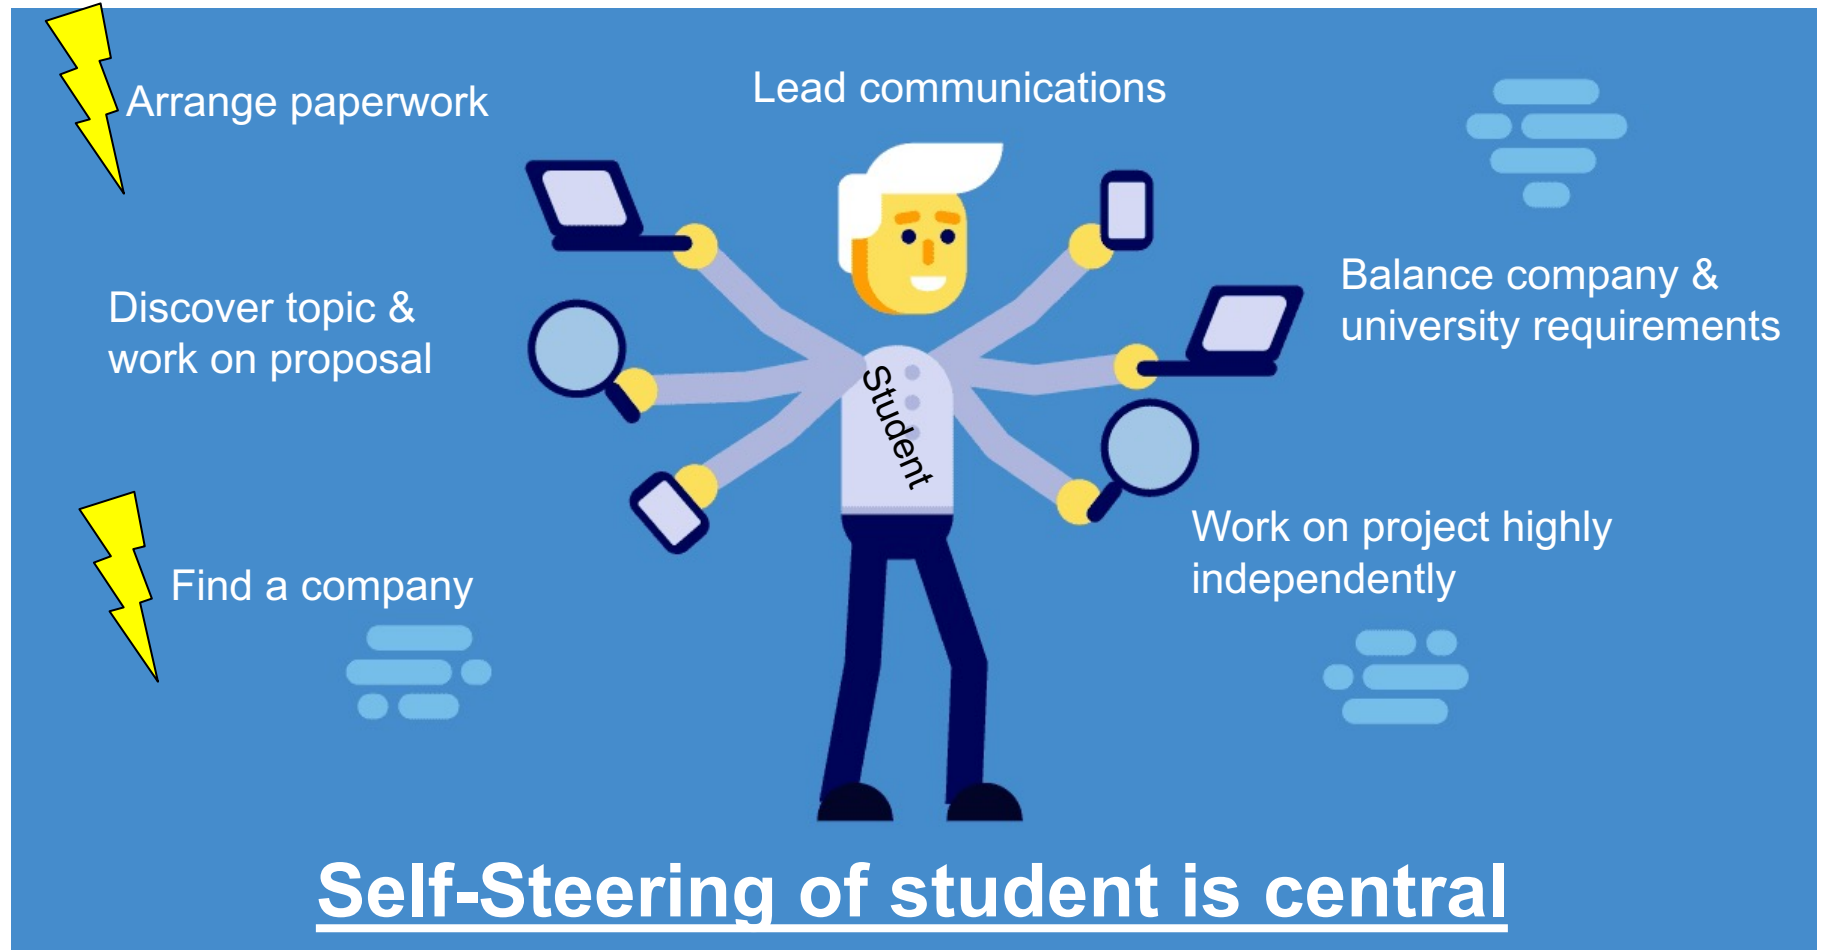 Arrange paperwork
Lead communications
Discover topic &
work on proposal
Balance company &
university requirements
Student
Find a company
Work on project highly
independently
Self-Steering of student is central